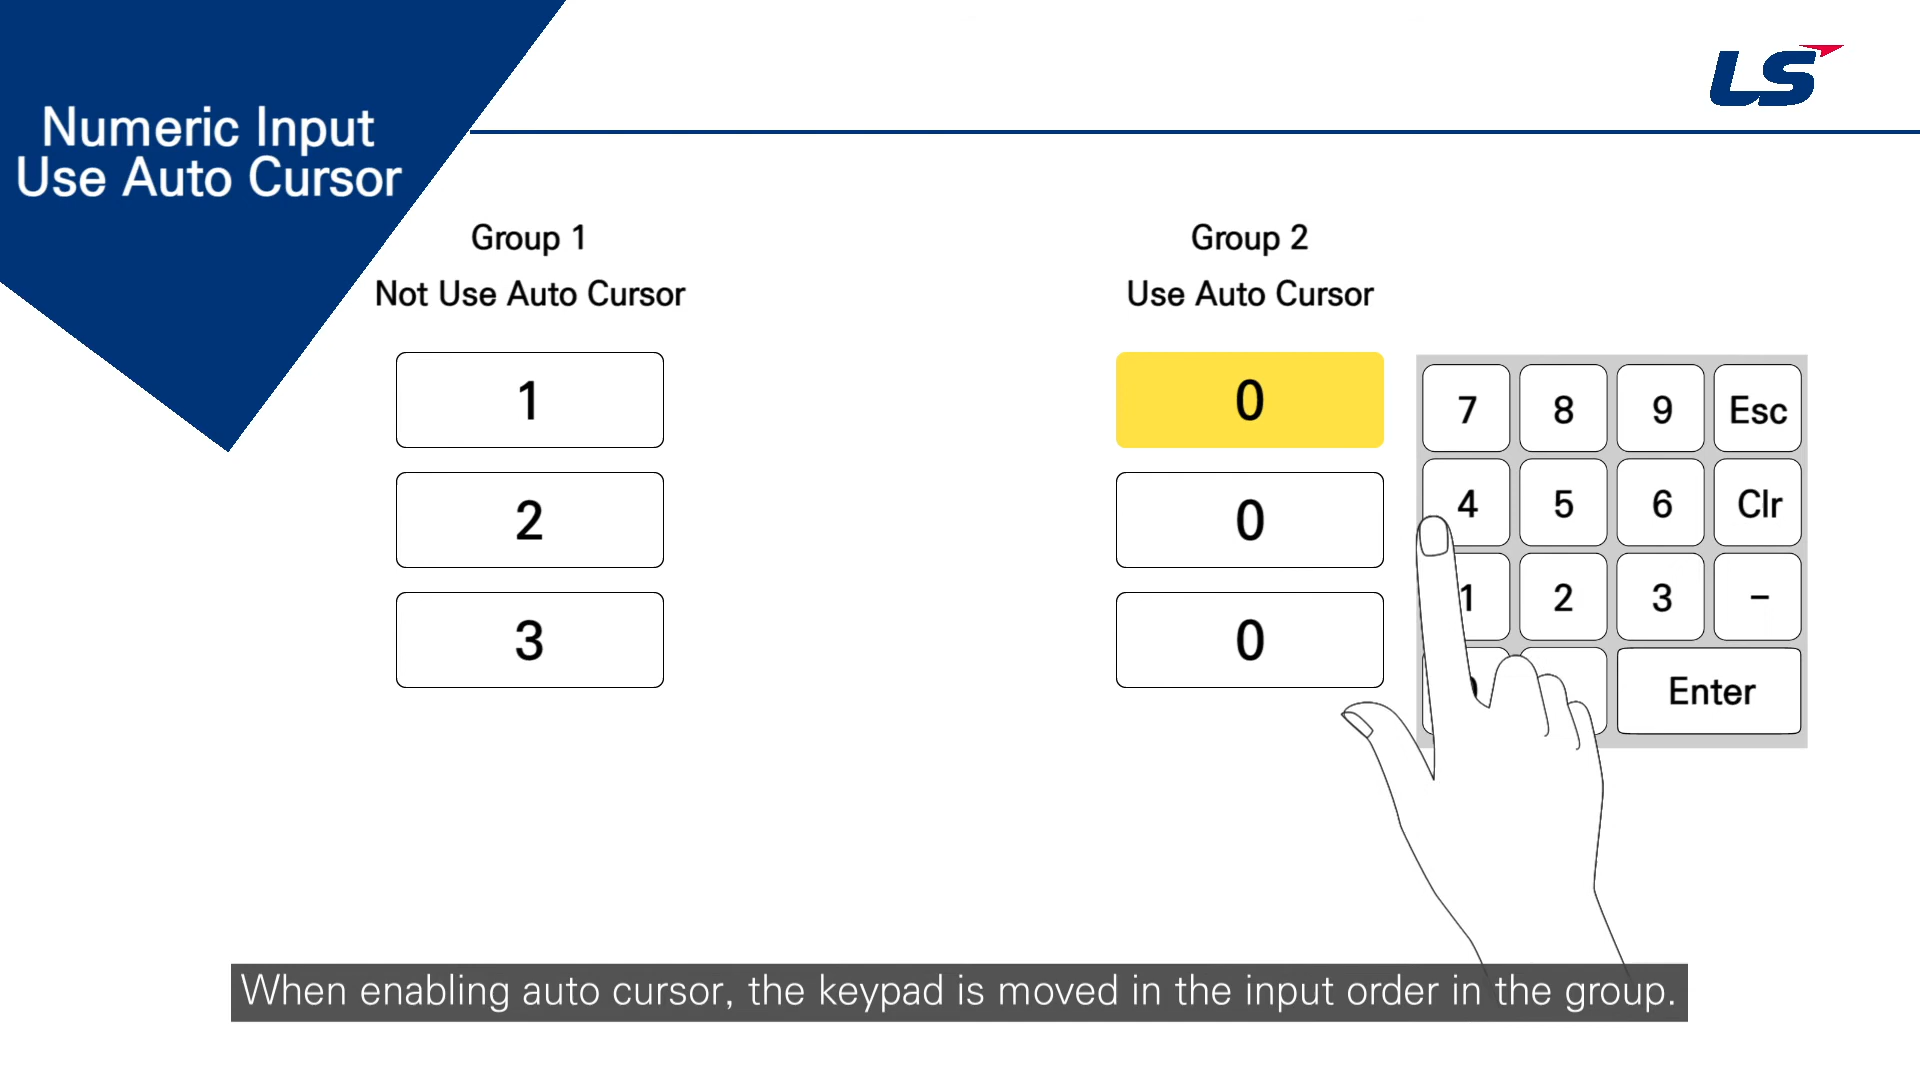 Numeric Input
Use Auto Cursor
LS
Group 1
Not Use Auto Cursor
1
2
3
Group 2
Use Auto Cursor
0
0
0
7 8 9 Esc
4 5 6 Clr
1 2 3 -
Enter
When enabling auto cursor, the keypad is moved in the input order in the group.